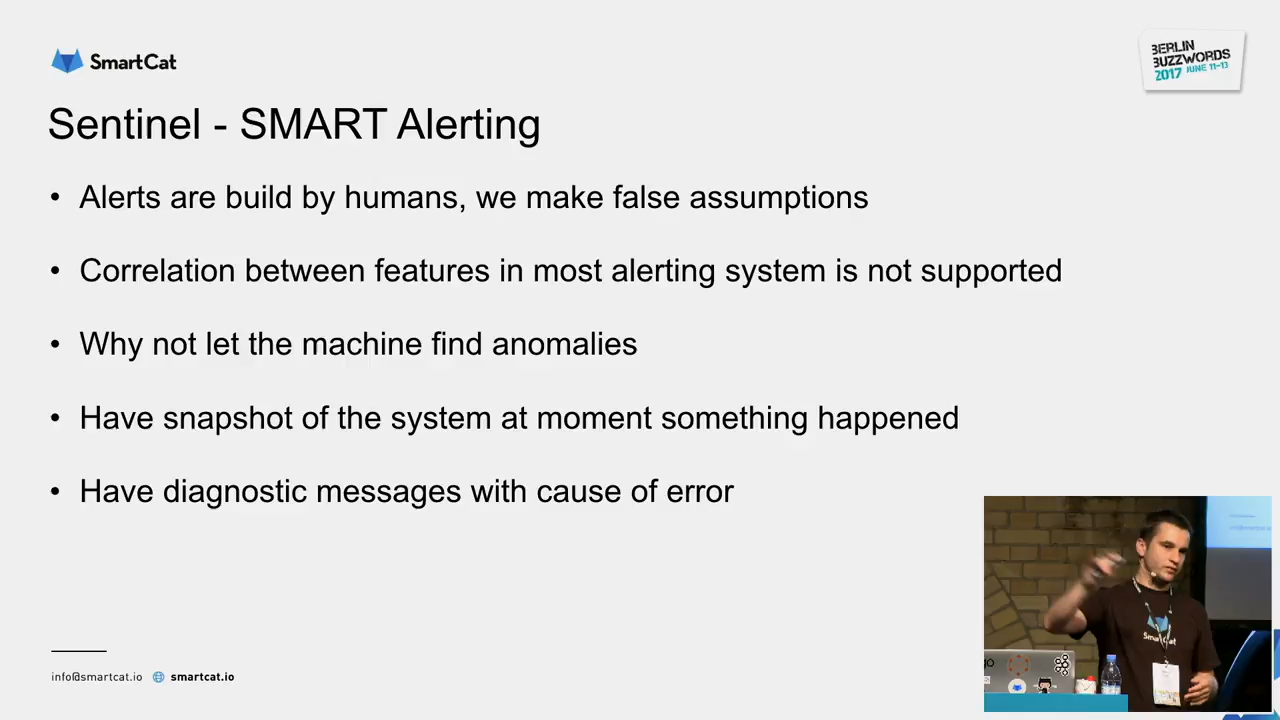 SmartCat
BERLIN
BUZZWORDS
2017 JUNE 11-13
Sentinel - SMART Alerting
• Alerts are build by humans, we make false assumptions
• Correlation between features in most alerting system is not supported
• Why not let the machine find anomalies
• Have snapshot of the system at moment something happened
• Have diagnostic messages with cause of error
SmartCat
info@smartcat.io smartcat.io